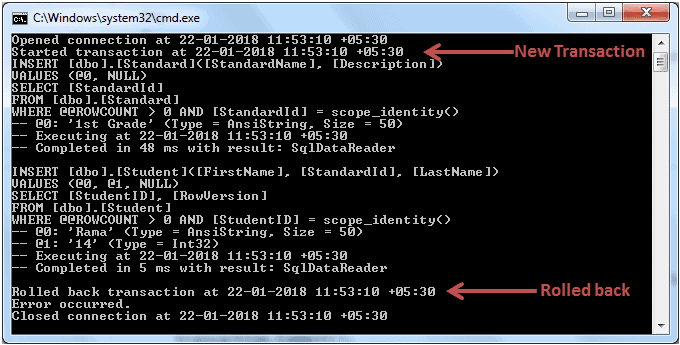 C:\Windows\system32\cmd.exe
Opened connection at 22-01-2018 11:53:10 +05:30
Started transaction at 22-01-2018 11:53:10 +05:30
New Transaction
INSERT [dbo].[Standard]([StandardName], [Description])
VALUES (@0, NULL)
SELECT [StandardId]
FROM [dbo].[Standard]
WHERE @@ROWCOUNT > 0 AND [StandardId] = scope_identity()
-- @0: '1st Grade' (Type = AnsiString, Size = 50)
-- Executing at 22-01-2018 11:53:10 +05:30
-- Completed in 48 ms with result: SqlDataReader
INSERT [dbo].[Student]([FirstName], [StandardId], [LastName])
VALUES (@0, @1, NULL)
SELECT [StudentID], [RowVersion]
FROM [dbo].[Student]
WHERE @@ROWCOUNT > 0 AND [StudentID] = scope_identity()
-- @0: 'Rama' (Type = AnsiString, Size = 50)
-- @1: '14' (Type = Int32)
-- Executing at 22-01-2018 11:53:10 +05:30
-- Completed in 5 ms with result: SqlDataReader
Rolled back transaction at 22-01-2018 11:53:10 +05:30
Rolled back
Error occurred.
Closed connection at 22-01-2018 11:53:10 +05:30